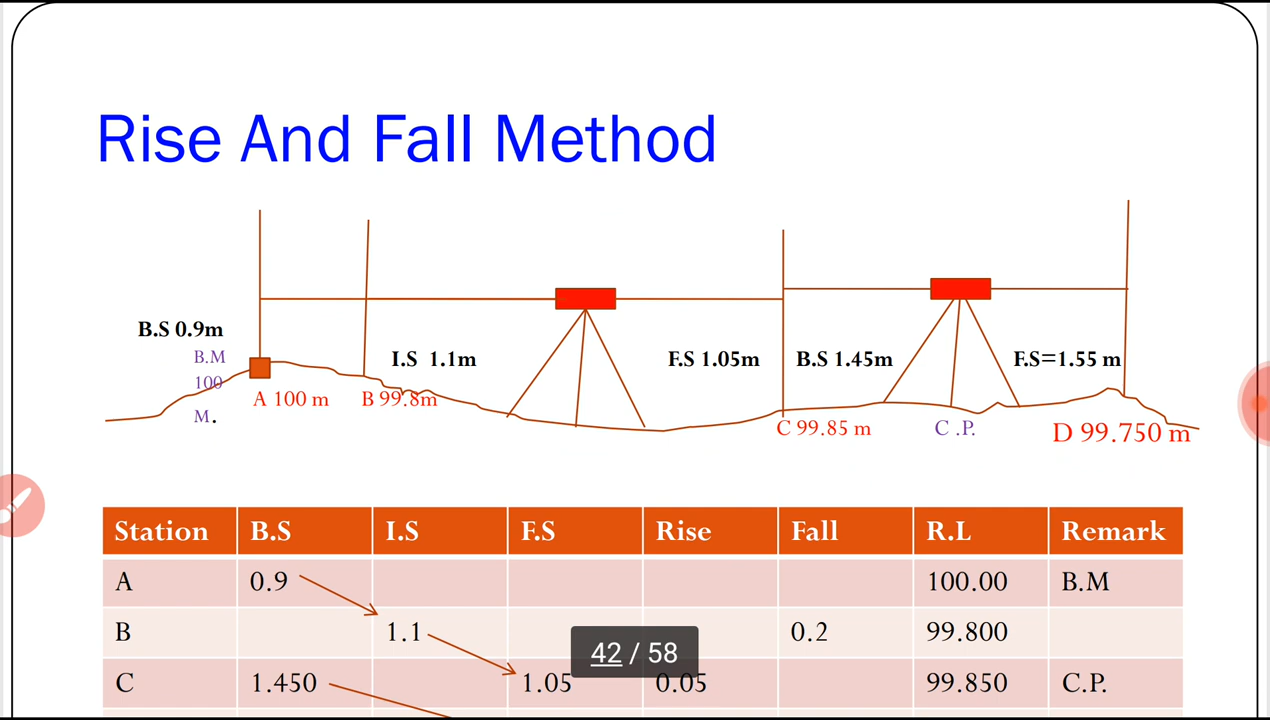 Rise And Fall Method
B.S 0.9m
B.M
100
M.
A 100 m
B 99.8m
I.S 1.1m
F.S 1.05m
B.S 1.45m
F.S=1.55 m
C 99.85 m
C .P.
D 99.750 m
Station B.S I.S F.S Rise Fall R.L Remark
A 0.9 100.00 B.M
B 1.1 0.2 99.800
42 / 58
C 1.450 1.05 0.05 99.850 C.P.